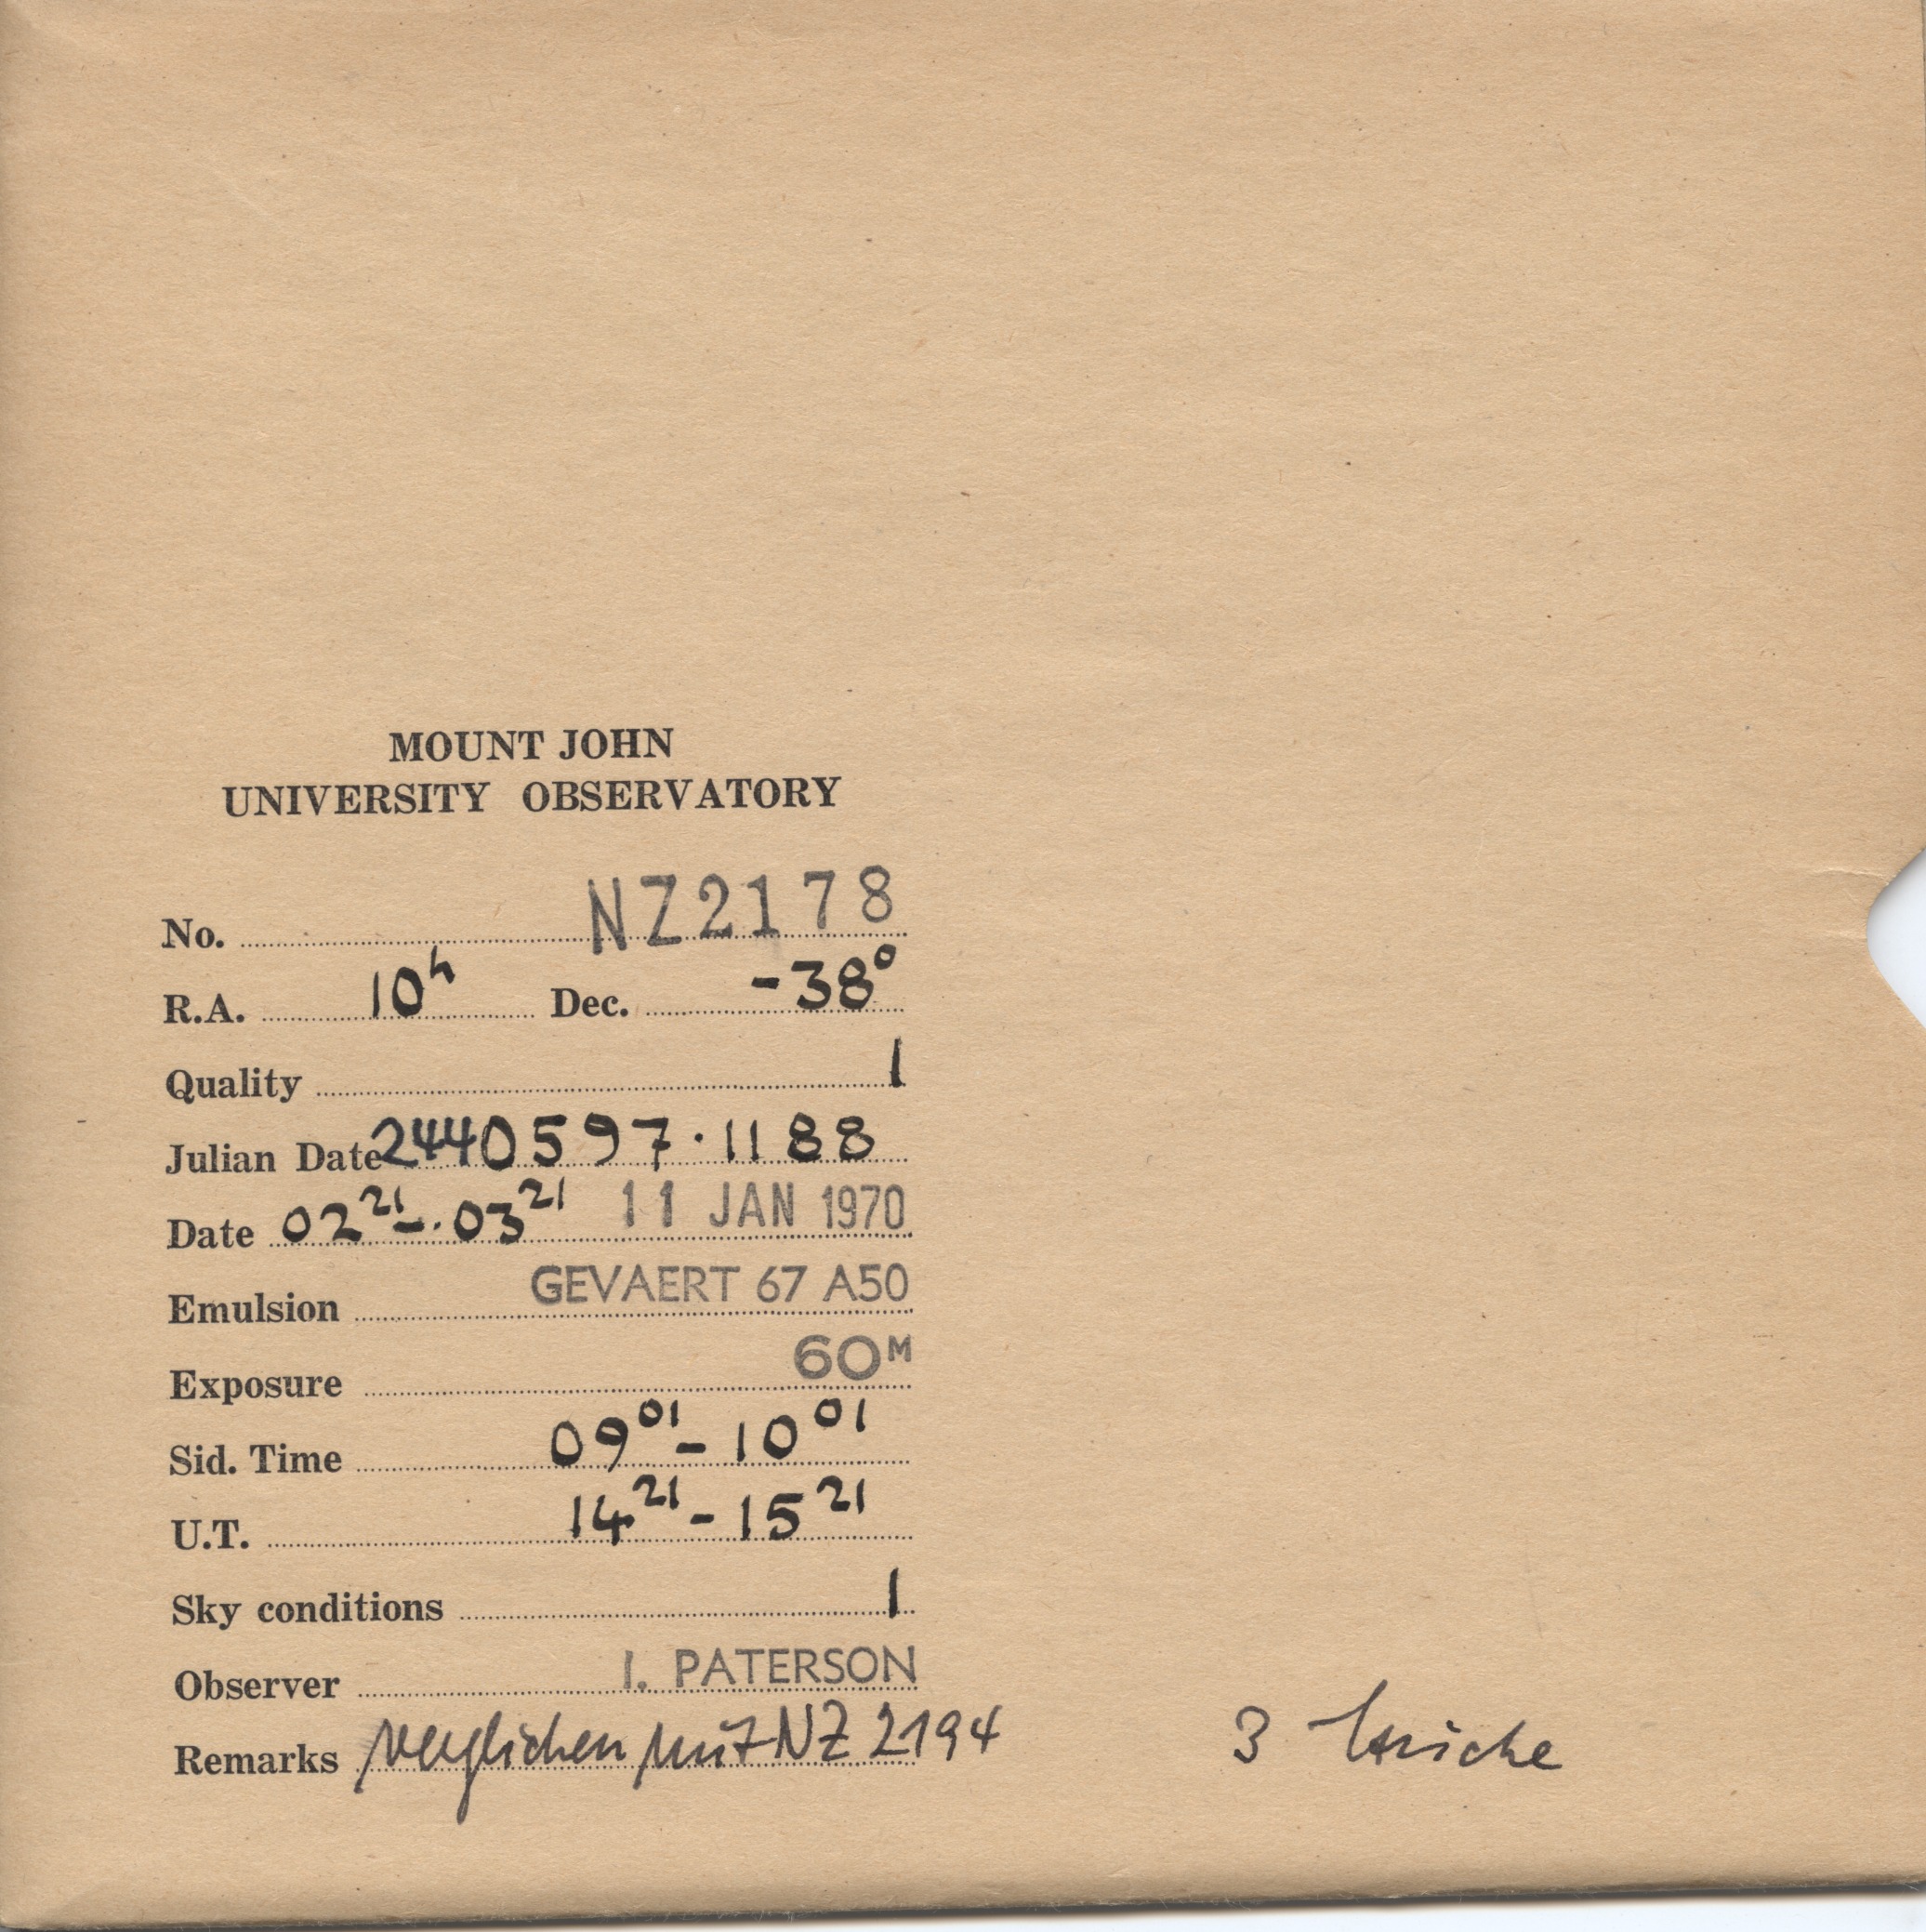 MOUNT JOHN
UNIVERSITY OBSERVATORY
No. NZ2178
R.A. 10ʰ Dec. -38°
Quality 1
Julian Date 2440597.1188
Date 02²¹-.03²¹ 11 JAN 1970
Emulsion GEVAERT 67 A50
Exposure 60ᴹ
Sid. Time 09⁰¹-10⁰¹
U.T. 14²¹-15²¹
Sky conditions 1
Observer I. PATERSON
Remarks verglichen mit NZ 2194 3 Striche